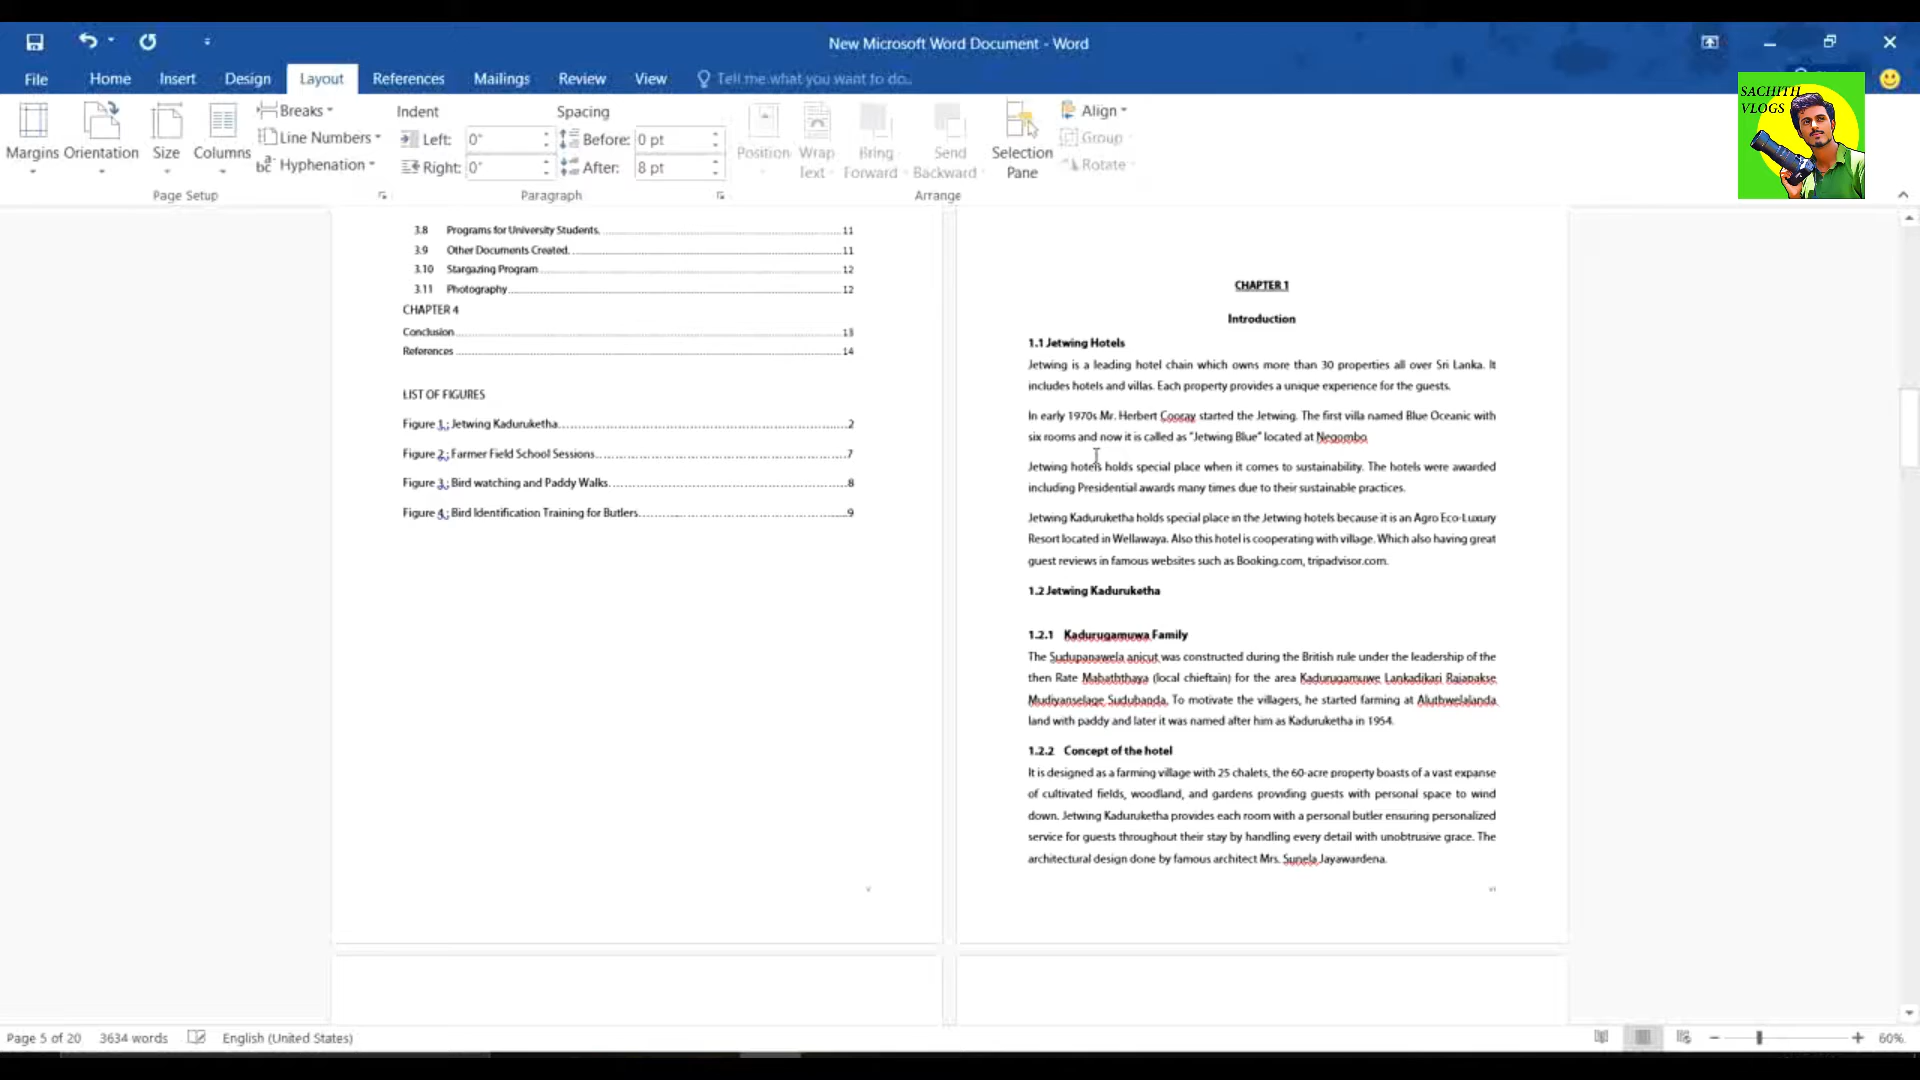 New Microsoft Word Document - Word
File Home Insert Design Layout References Mailings Review View Tell me what you want to do...
SACHITH
VLOGS
Margins Orientation Size Columns Breaks Line Numbers Hyphenation
Page Setup
Indent Spacing
Left: 0" Before: 0 pt
Right: 0" After: 8 pt
Paragraph
Position Wrap Text Bring Forward Send Backward Selection Pane Align Group Rotate
Arrange
3.8 Programs for University Students. 11
3.9 Other Documents Created. 11
3.10 Stargazing Program 12
3.11 Photography 12
CHAPTER 4
Conclusion 13
References 14
LIST OF FIGURES
Figure 1 : Jetwing Kaduruketha 2
Figure 2 : Farmer Field School Sessions 7
Figure 3 : Bird watching and Paddy Walks 8
Figure 4 : Bird Identification Training for Butlers 9
v
CHAPTER 1
Introduction
1.1 Jetwing Hotels
Jetwing is a leading hotel chain which owns more than 30 properties all over Sri Lanka. It
includes hotels and villas. Each property provides a unique experience for the guests.
In early 1970s Mr. Herbert Cooray started the Jetwing. The first villa named Blue Oceanic with
six rooms and now it is called as "Jetwing Blue" located at Negombo
Jetwing hotels holds special place when it comes to sustainability. The hotels were awarded
including Presidential awards many times due to their sustainable practices.
Jetwing Kaduruketha holds special place in the Jetwing hotels because it is an Agro Eco-Luxury
Resort located in Wellawaya. Also this hotel is cooperating with village. Which also having great
guest reviews in famous websites such as Booking.com, tripadvisor.com.
1.2 Jetwing Kaduruketha
1.2.1 Kadurugamuwa Family
The Sudupanawela anicut was constructed during the British rule under the leadership of the
then Rate Mahaththaya (local chieftain) for the area Kadurugamuwe Lankadikari Rajapakse
Mudiyanselage Sudubanda. To motivate the villagers, he started farming at Aluthwelalanda
land with paddy and later it was named after him as Kaduruketha in 1954.
1.2.2 Concept of the hotel
It is designed as a farming village with 25 chalets, the 60-acre property boasts of a vast expanse
of cultivated fields, woodland, and gardens providing guests with personal space to wind
down. Jetwing Kaduruketha provides each room with a personal butler ensuring personalized
service for guests throughout their stay by handling every detail with unobtrusive grace. The
architectural design done by famous architect Mrs. Sunela Jayawardena.
vi
Page 5 of 20 3634 words English (United States) 60%